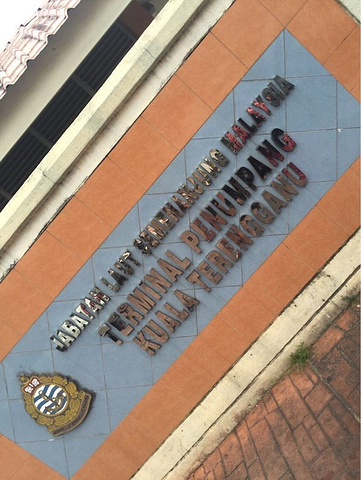 JABATAN LAUT SEMENANJUNG MALAYSIA
TERMINAL PENUMPANG
KUALA TERENGGANU